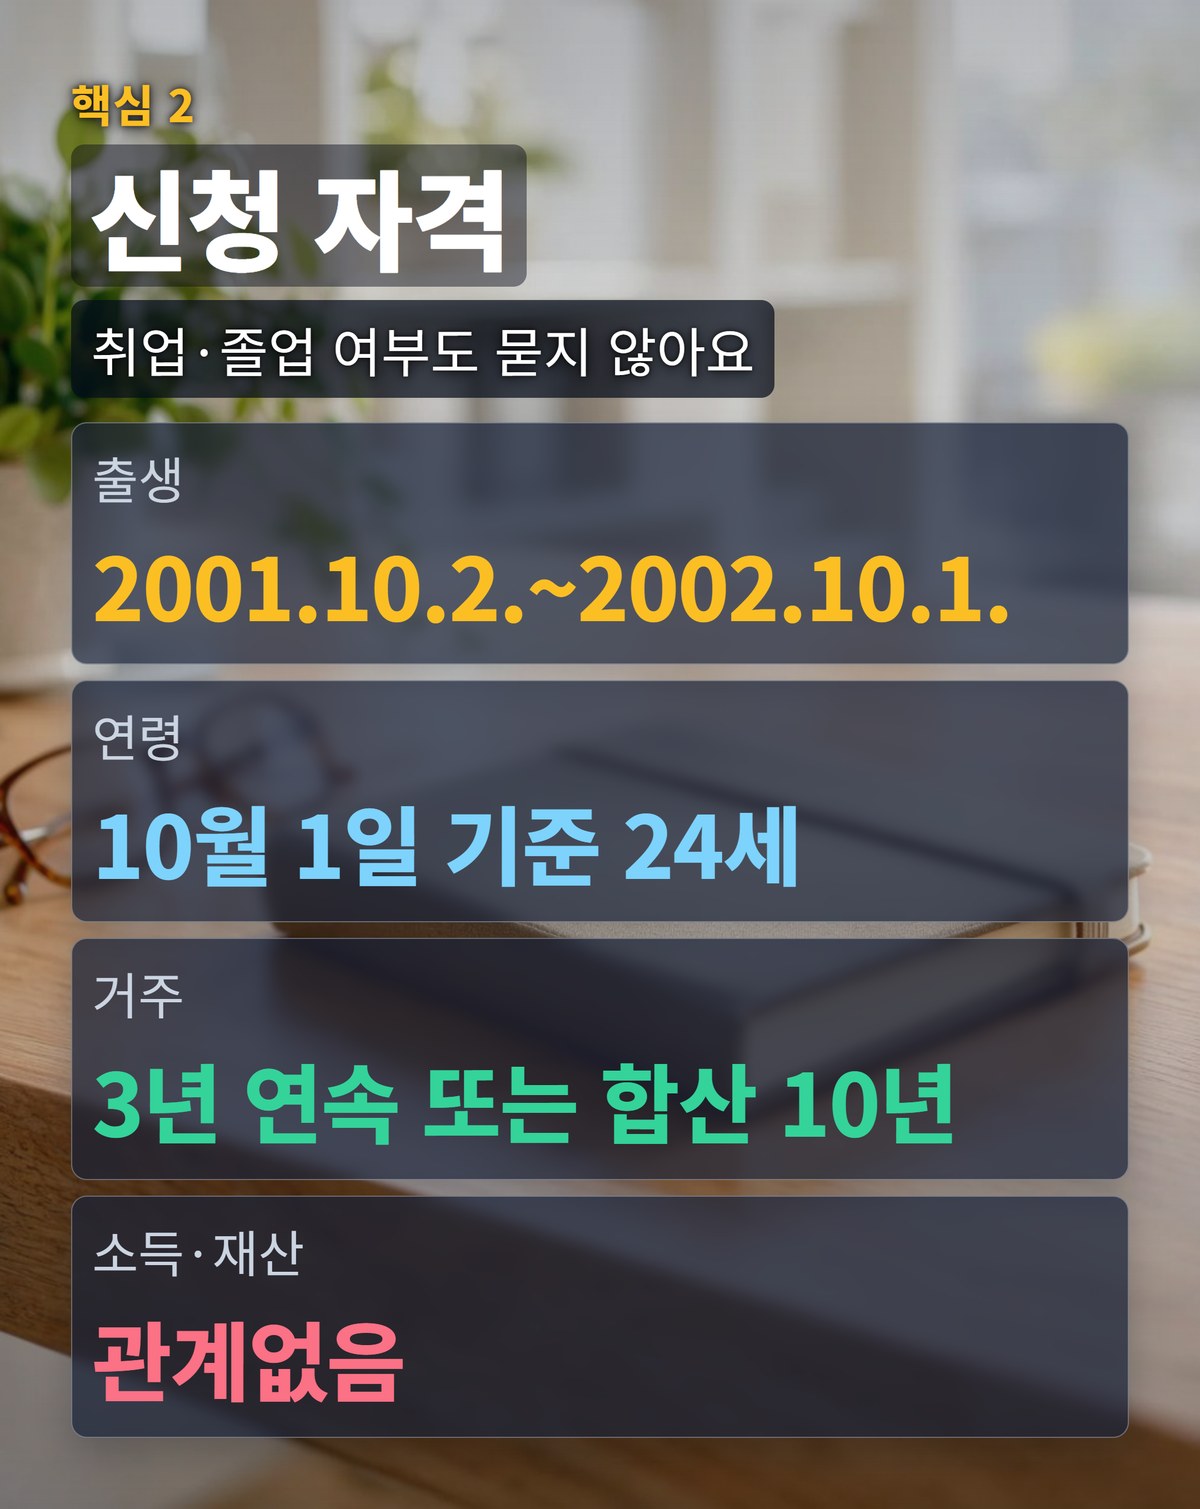 핵심 2
신청 자격
취업·졸업 여부도 묻지 않아요
출생
2001.10.2.~2002.10.1.
연령
10월 1일 기준 24세
거주
3년 연속 또는 합산 10년
소득·재산
관계없음